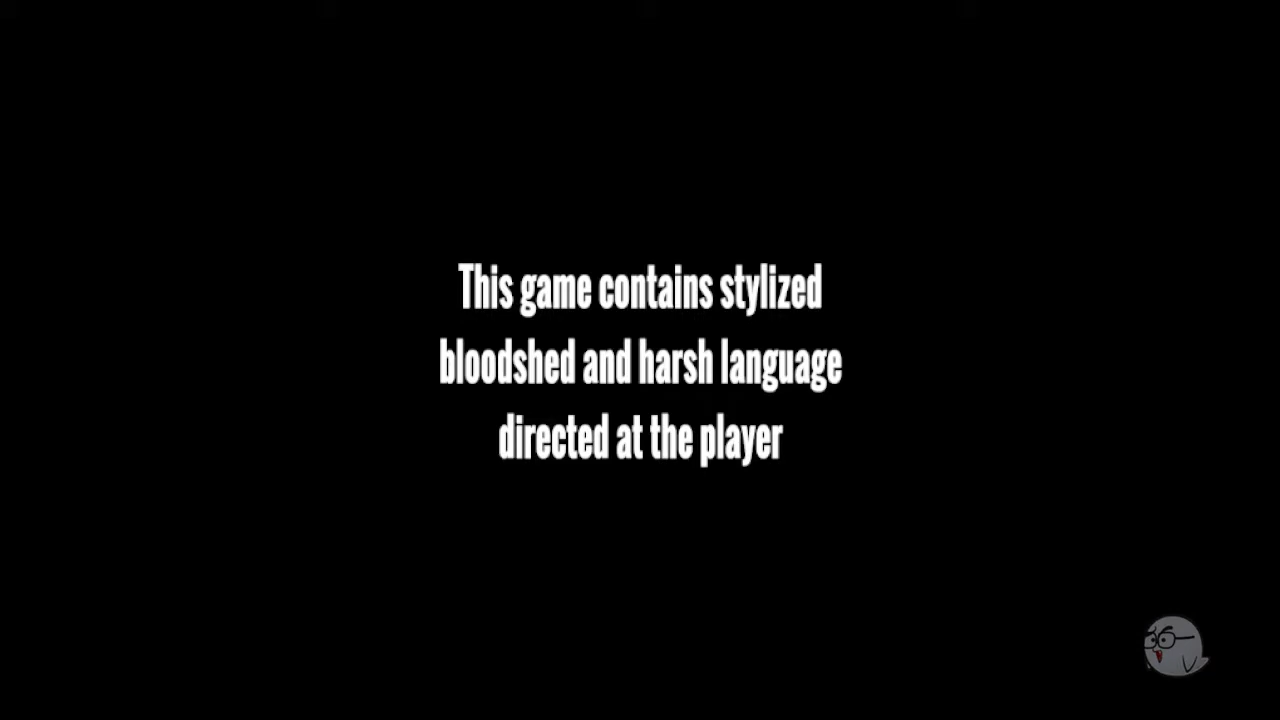 This game contains stylized
bloodshed and harsh language
directed at the player